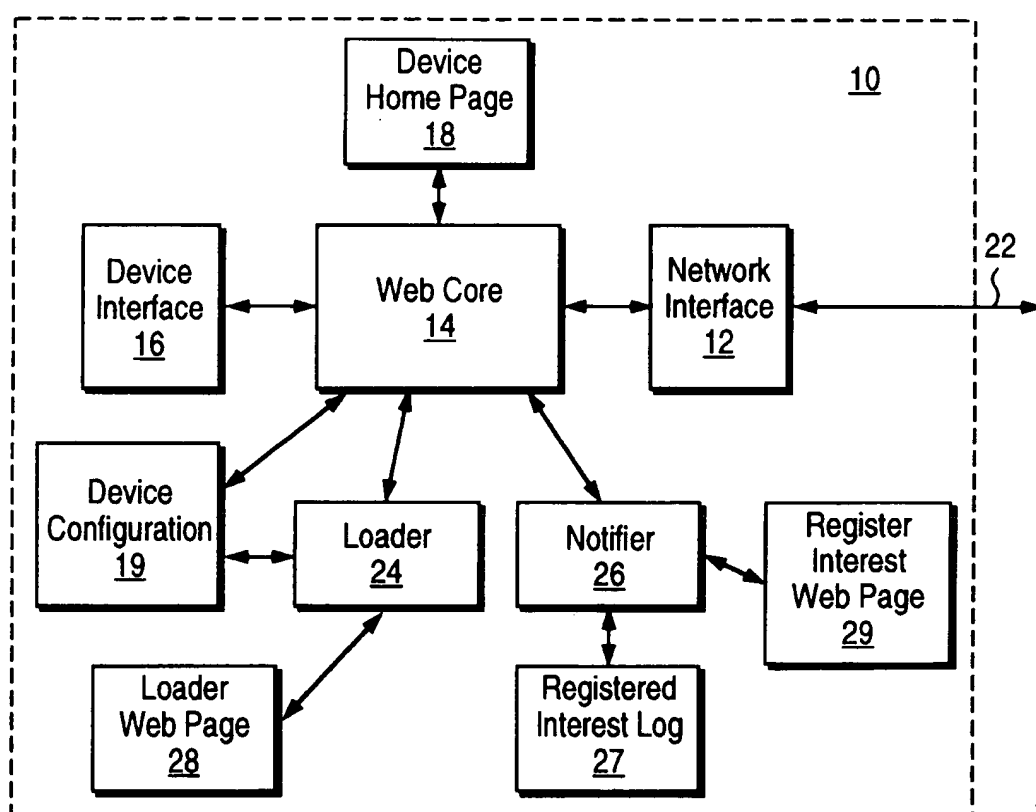 Device
Home Page
18
10
Device
Interface
16
Web Core
14
Network
Interface
12
22
Device
Configuration
19
Loader
24
Notifier
26
Register
Interest
Web Page
29
Loader
Web Page
28
Registered
Interest Log
27